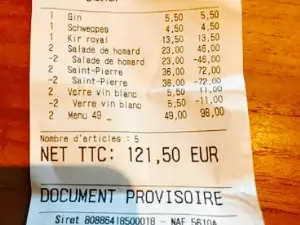 1 Gin 5,50 5,50
1 Schweppes 4,50 4,50
1 Kir royal 13,50 13,50
2 Salade de homard 23,00 46,00
-2 Salade de homard 23,00 -46,00
2 Saint-Pierre 36,00 72,00
-2 Saint-Pierre 36,00 -72,00
2 Verre vin blanc 5,50 11,00
-2 Verre vin blanc 5,50 -11,00
2 Menu 49 _ 49,00 98,00
Nombre d'articles : 5
NET TTC: 121,50 EUR
DOCUMENT PROVISOIRE
Siret 80886418500018 - NAF 5610A